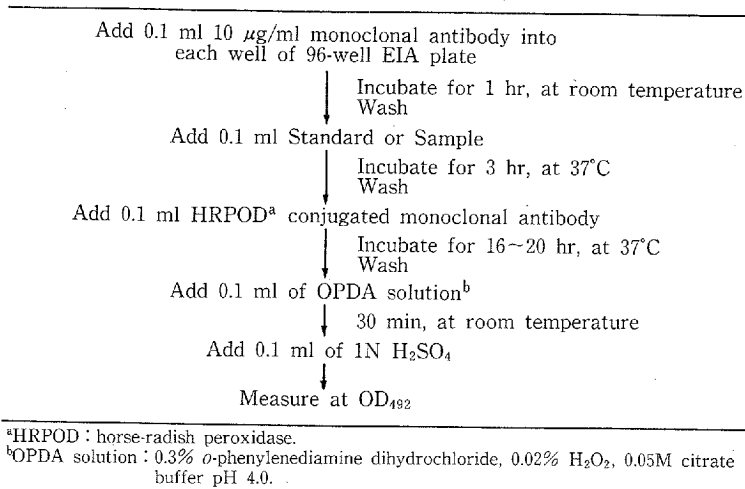 Add 0.1 ml 10 μg/ml monoclonal antibody into
each well of 96-well EIA plate
Incubate for 1 hr, at room temperature
Wash
Add 0.1 ml Standard or Sample
Incubate for 3 hr, at 37°C
Wash
Add 0.1 ml HRPODᵃ conjugated monoclonal antibody
Incubate for 16~20 hr, at 37°C
Wash
Add 0.1 ml of OPDA solutionᵇ
30 min, at room temperature
Add 0.1 ml of 1N H₂SO₄
Measure at OD₄₉₂
ᵃHRPOD : horse-radish peroxidase.
ᵇOPDA solution : 0.3% o-phenylenediamine dihydrochloride, 0.02% H₂O₂, 0.05M citrate
buffer pH 4.0.